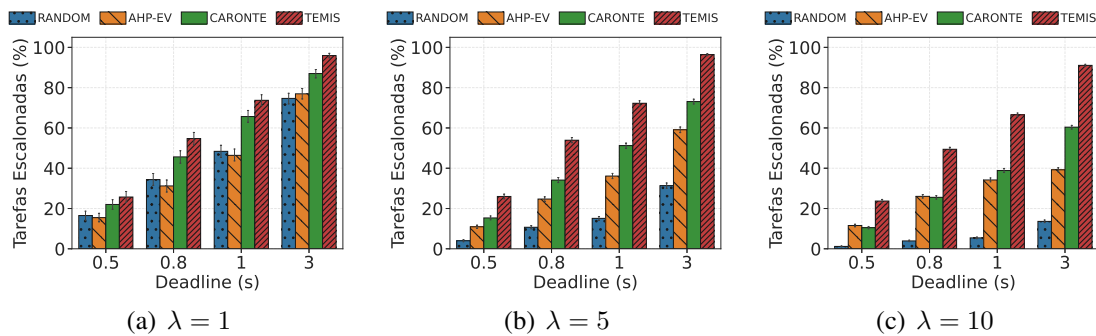 RANDOM AHP-EV CARONTE TEMIS
Tarefas Escalonadas (%)
100
80
60
40
20
0
0.5 0.8 1 3
Deadline (s)
(a) λ = 1
RANDOM AHP-EV CARONTE TEMIS
Tarefas Escalonadas (%)
100
80
60
40
20
0
0.5 0.8 1 3
Deadline (s)
(b) λ = 5
RANDOM AHP-EV CARONTE TEMIS
Tarefas Escalonadas (%)
100
80
60
40
20
0
0.5 0.8 1 3
Deadline (s)
(c) λ = 10